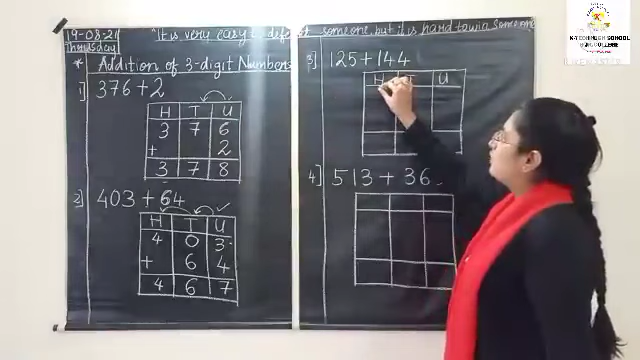 19-08-21
Thursday
"It is very easy to defeat someone, but it is hard to win someone
* Addition of 3-digit Numbers
1] 376 + 2
H T U
3 7 6
+ 2
3 7 8
2] 403 + 64
H T U
4 0 3
+ 6 4
4 6 7
3] 125 + 144
H T U
4] 513 + 36